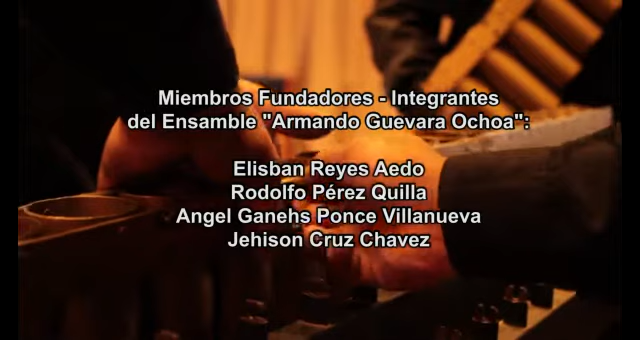 Miembros Fundadores - Integrantes
del Ensamble "Armando Guevara Ochoa":
Elisban Reyes Aedo
Rodolfo Pérez Quilla
Angel Ganehs Ponce Villanueva
Jehison Cruz Chavez